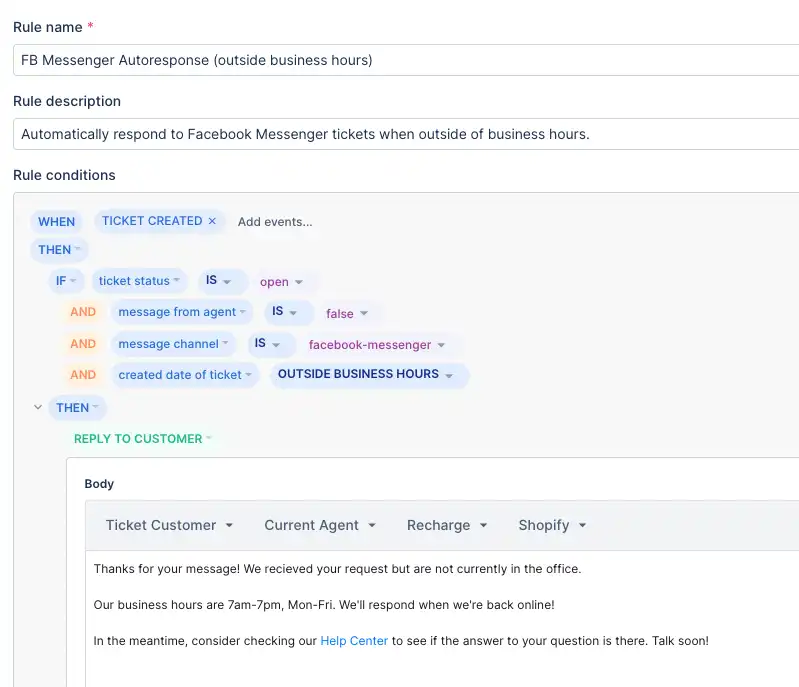 Rule name *
FB Messenger Autoresponse (outside business hours)
Rule description
Automatically respond to Facebook Messenger tickets when outside of business hours.
Rule conditions
WHEN TICKET CREATED × Add events...
THEN
IF ticket status IS open
AND message from agent IS false
AND message channel IS facebook-messenger
AND created date of ticket OUTSIDE BUSINESS HOURS
THEN
REPLY TO CUSTOMER
Body
Ticket Customer Current Agent Recharge Shopify
Thanks for your message! We recieved your request but are not currently in the office.
Our business hours are 7am-7pm, Mon-Fri. We'll respond when we're back online!
In the meantime, consider checking our Help Center to see if the answer to your question is there. Talk soon!